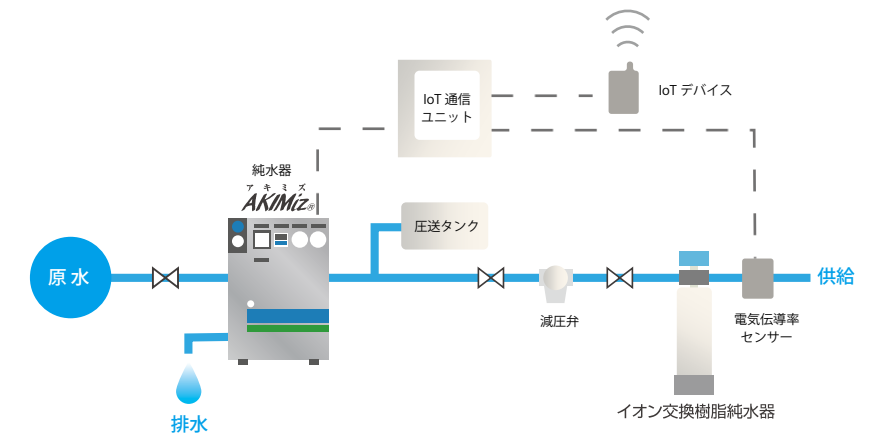 IoT 通信
ユニット
IoT デバイス
純水器
アキミズ
AKIMiz®
圧送タンク
原水
供給
減圧弁
電気伝導率
センサー
イオン交換樹脂純水器
排水